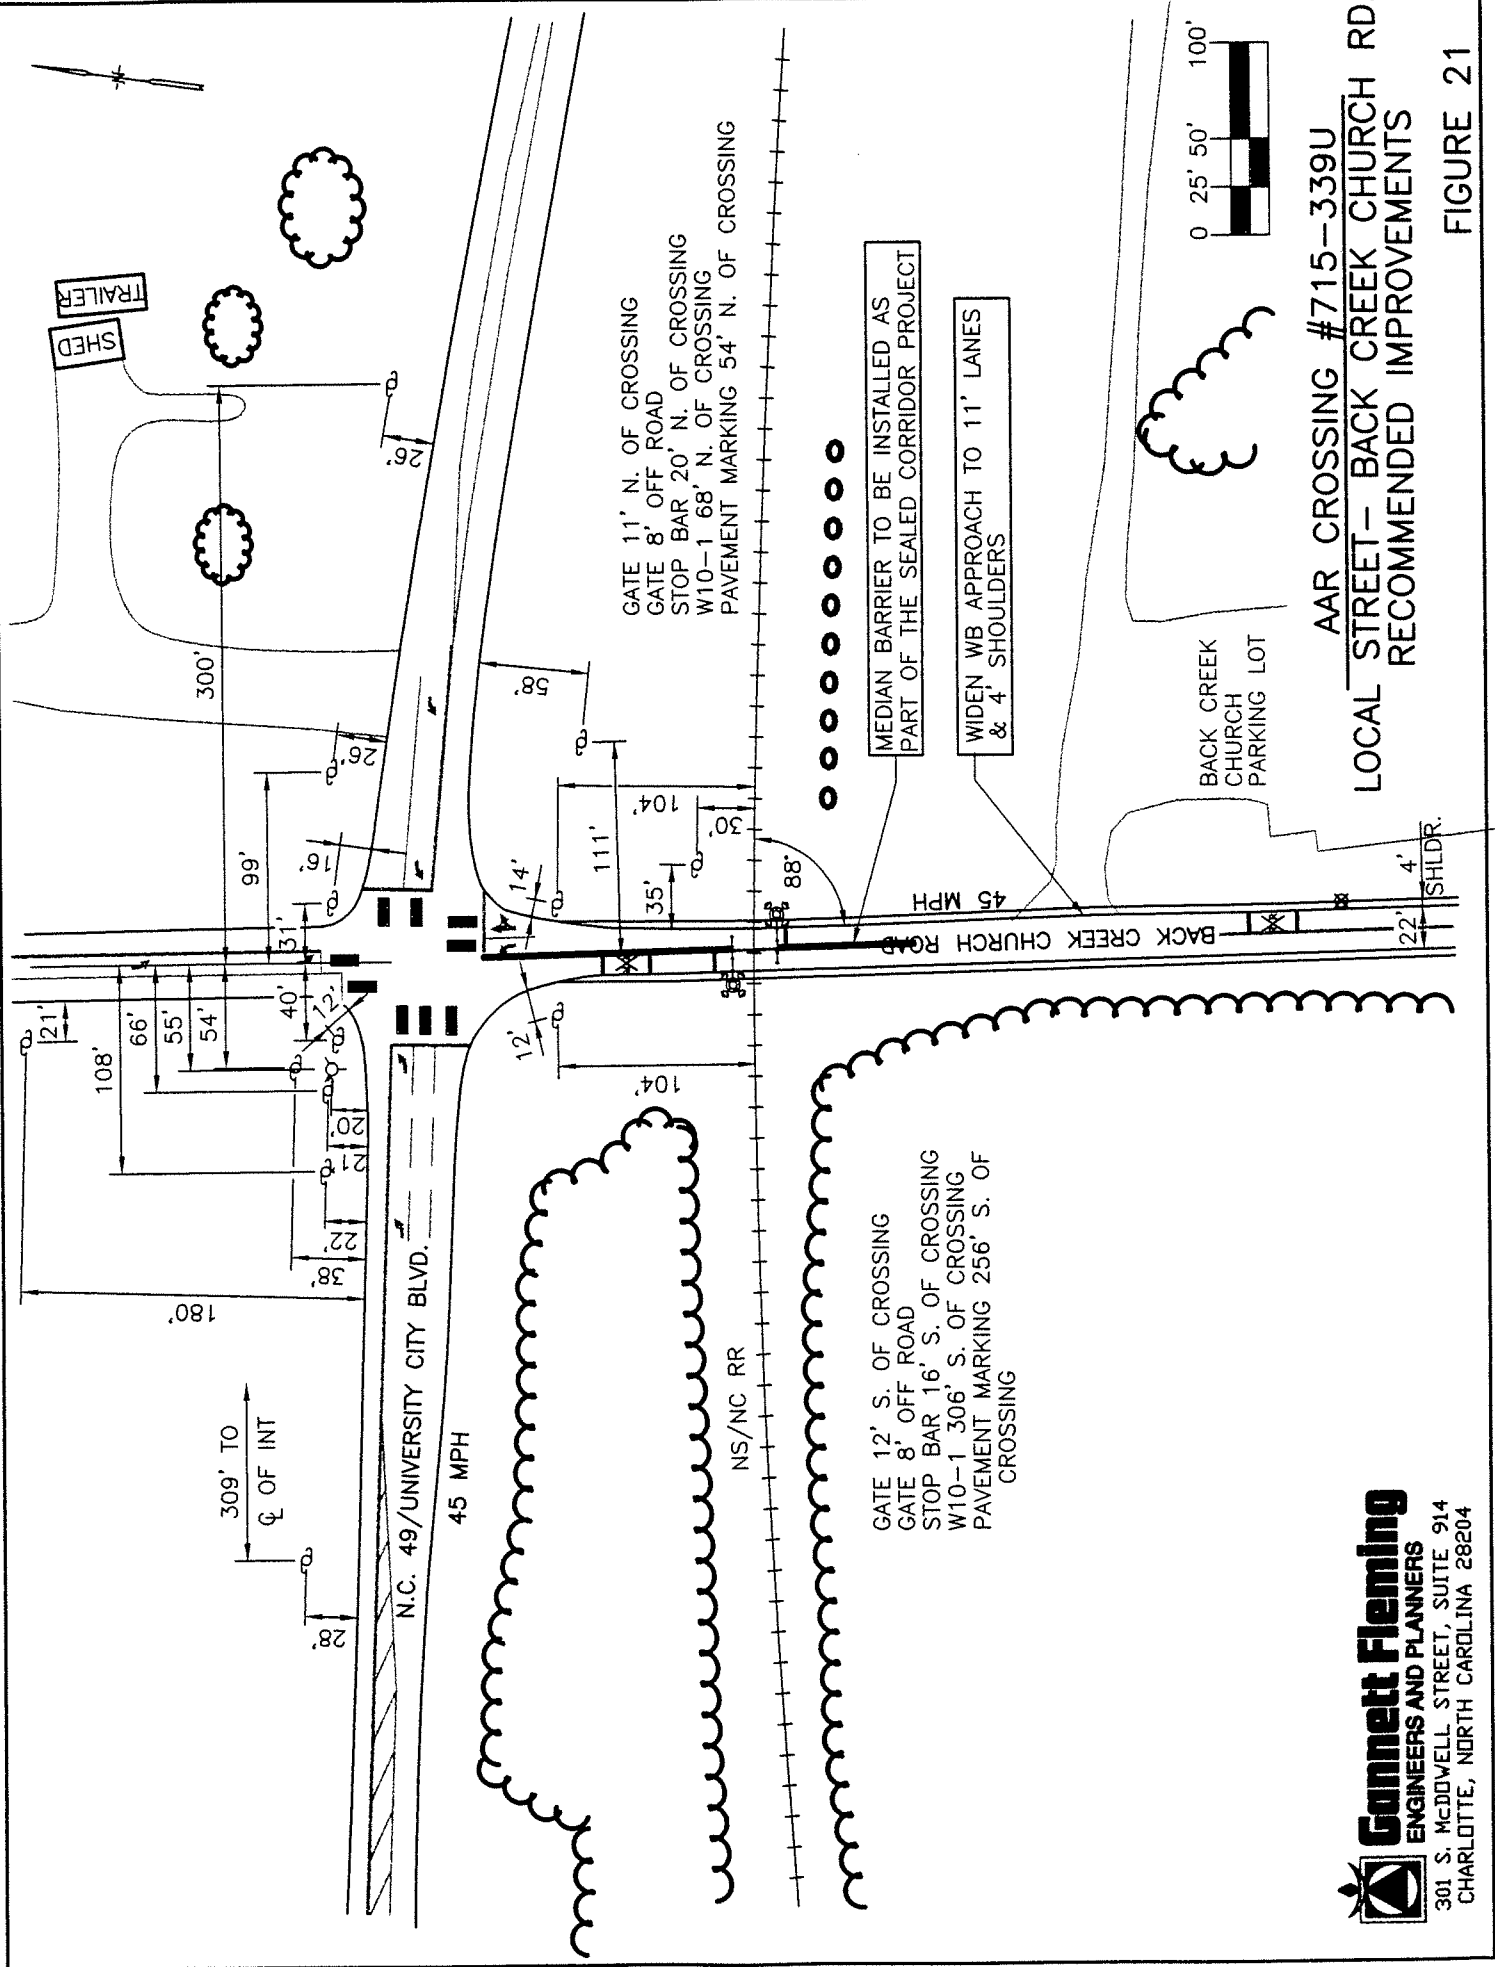 TRAILER
SHED
300'
99'
31'
16'
26'
26'
21'
108'
66'
55'
54'
40'
12'
20'
21'
22'
38'
180'
309' TO
℄ OF INT
28'
N.C. 49/UNIVERSITY CITY BLVD.
45 MPH
58'
111'
104'
14'
35'
30'
12'
104'
88°
GATE 11' N. OF CROSSING
GATE 8' OFF ROAD
STOP BAR 20' N. OF CROSSING
W10-1 68' N. OF CROSSING
PAVEMENT MARKING 54' N. OF CROSSING
NS/NC RR
MEDIAN BARRIER TO BE INSTALLED AS
PART OF THE SEALED CORRIDOR PROJECT
WIDEN WB APPROACH TO 11' LANES
& 4' SHOULDERS
45 MPH
BACK CREEK CHURCH ROAD
22'
4'
SHLDR.
BACK CREEK
CHURCH
PARKING LOT
GATE 12' S. OF CROSSING
GATE 8' OFF ROAD
STOP BAR 16' S. OF CROSSING
W10-1 306' S. OF CROSSING
PAVEMENT MARKING 256' S. OF
CROSSING
0 25' 50' 100'
AAR CROSSING #715-339U
LOCAL STREET- BACK CREEK CHURCH RD
RECOMMENDED IMPROVEMENTS
FIGURE 21
Gannett Fleming
ENGINEERS AND PLANNERS
301 S. McDOWELL STREET, SUITE 914
CHARLOTTE, NORTH CAROLINA 28204